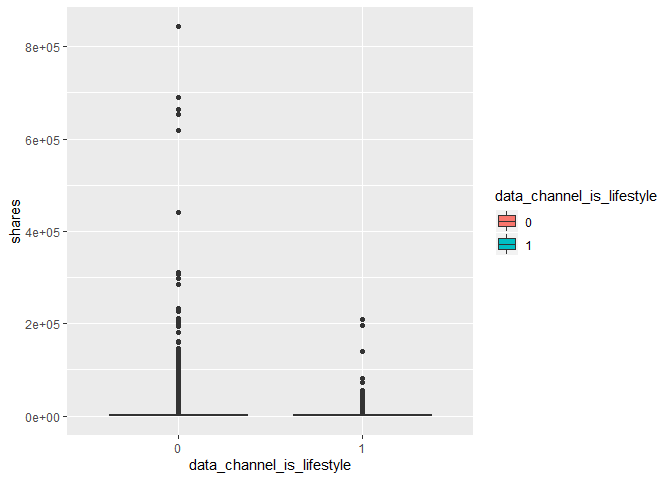 8e+05
6e+05
4e+05
2e+05
0e+00
shares
0
1
data_channel_is_lifestyle
data_channel_is_lifestyle
0
1